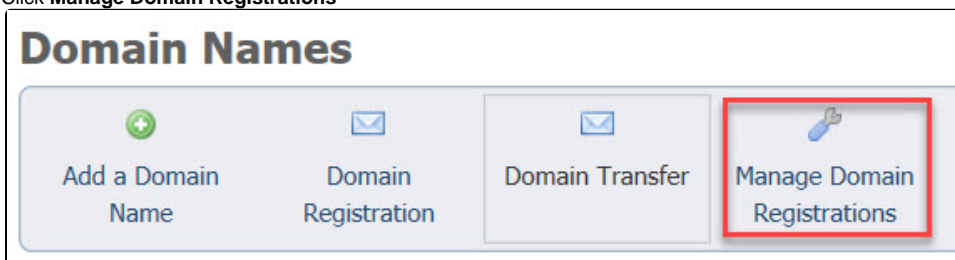 Click Manage Domain Registrations
Domain Names
Add a Domain
Name
Domain
Registration
Domain Transfer
Manage Domain
Registrations